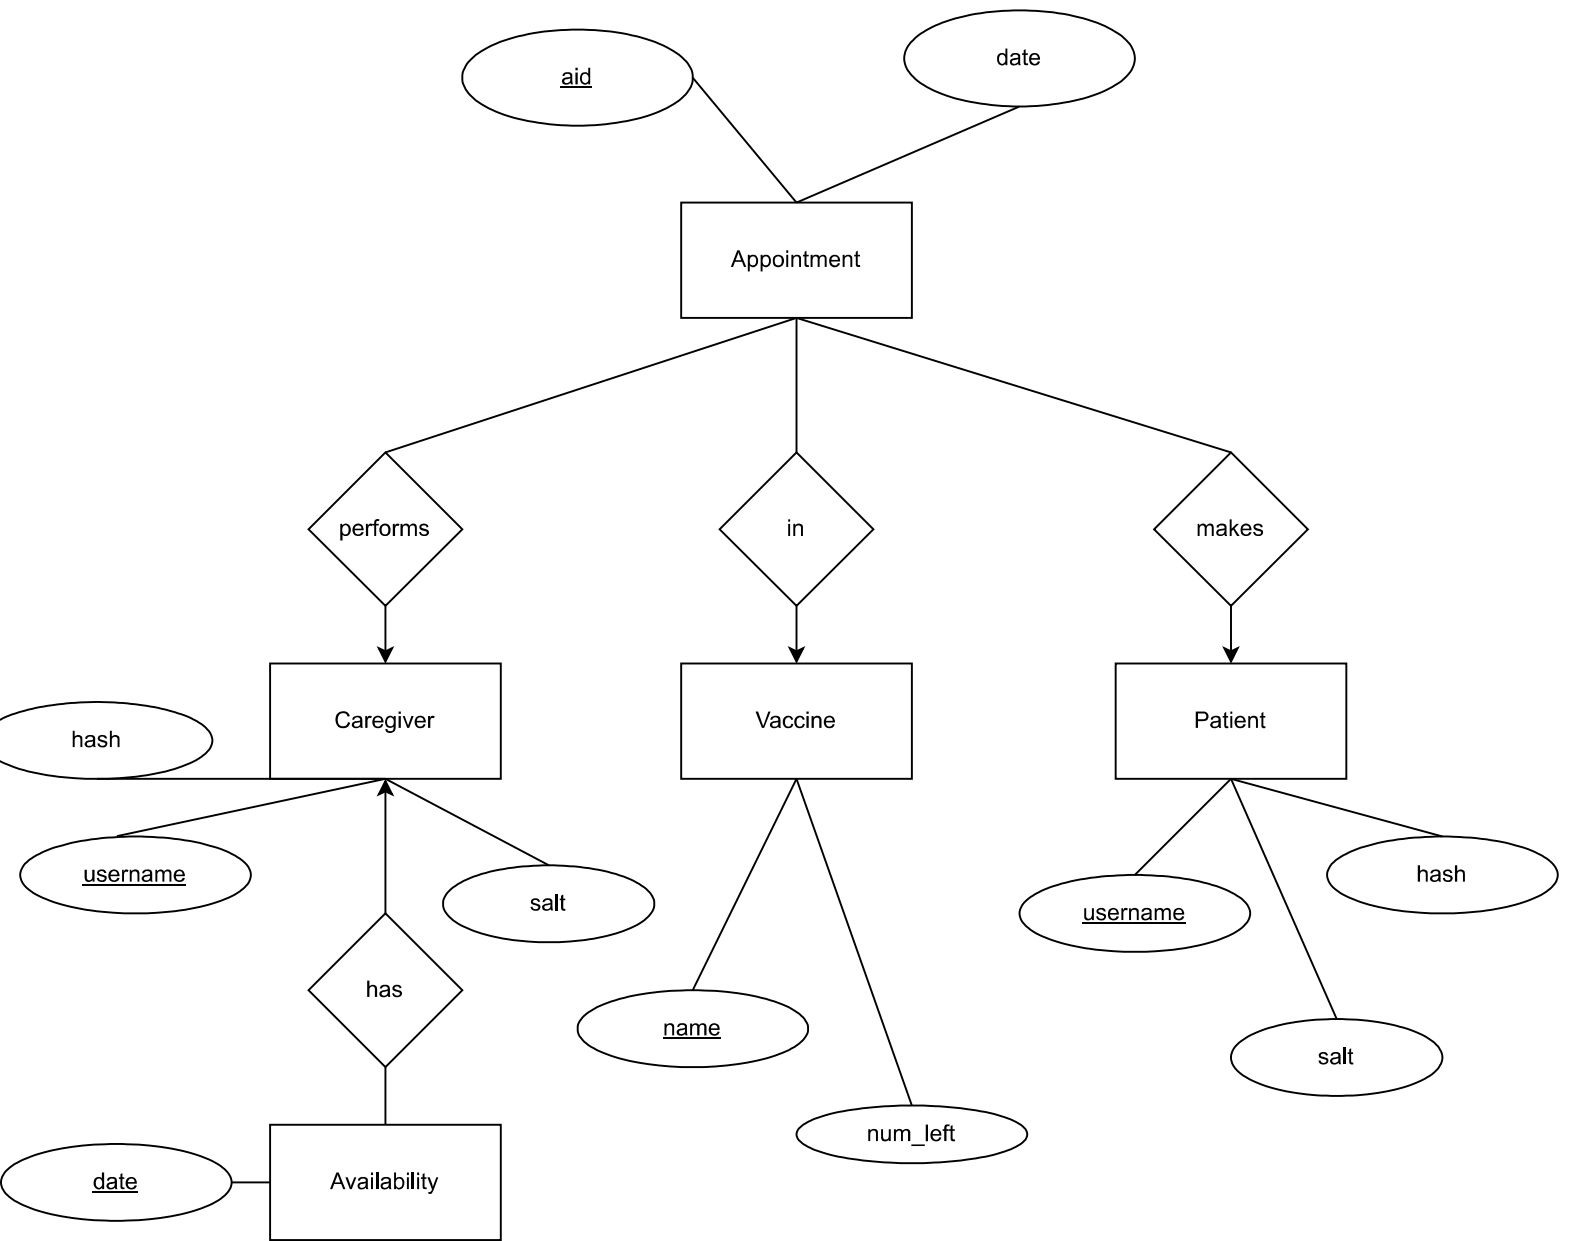 aid
date
Appointment
performs
in
makes
Caregiver
Vaccine
Patient
hash
username
salt
username
hash
has
name
salt
num_left
date
Availability